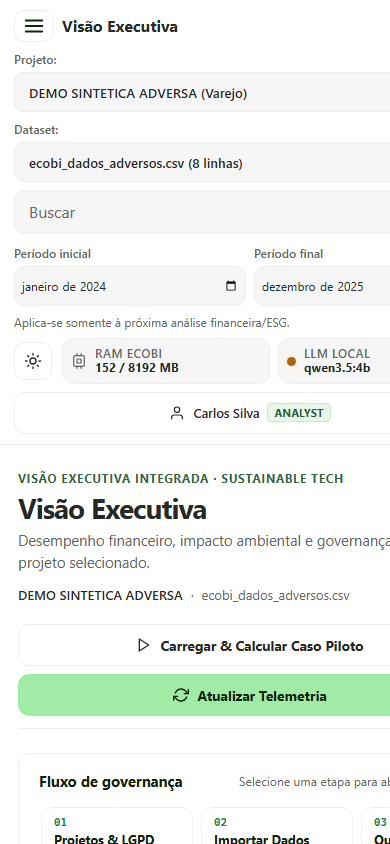 Visão Executiva
Projeto:
DEMO SINTETICA ADVERSA (Varejo)
Dataset:
ecobi_dados_adversos.csv (8 linhas)
Buscar
Período inicial
Período final
janeiro de 2024
dezembro de 2025
Aplica-se somente à próxima análise financeira/ESG.
RAM ECOBI
152 / 8192 MB
LLM LOCAL
qwen3.5:4b
Carlos Silva ANALYST
VISÃO EXECUTIVA INTEGRADA · SUSTAINABLE TECH
Visão Executiva
Desempenho financeiro, impacto ambiental e governança
projeto selecionado.
DEMO SINTETICA ADVERSA · ecobi_dados_adversos.csv
Carregar & Calcular Caso Piloto
Atualizar Telemetria
Fluxo de governança
Selecione uma etapa para
01
Projetos & LGPD
02
Importar Dados
03